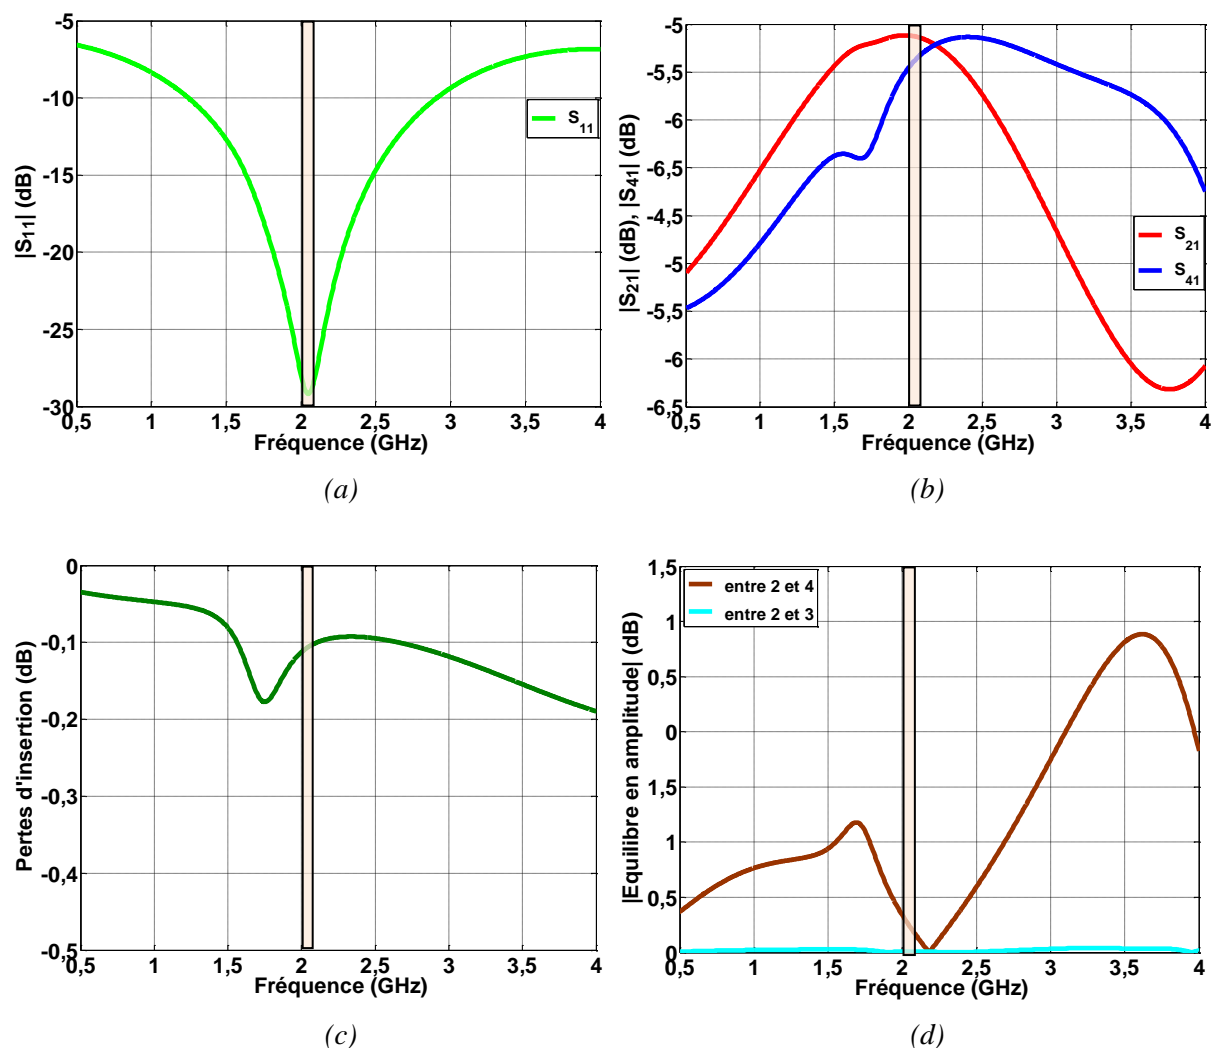 -5
-10
-15
-20
-25
-30
0,5 1 1,5 2 2,5 3 3,5 4
|S11| (dB)
Fréquence (GHz)
S11
(a)
-5
-5,5
-6
-6,5
-4,5
-5
-5,5
-6
-6,5
0,5 1 1,5 2 2,5 3 3,5 4
|S21| (dB), |S41| (dB)
Fréquence (GHz)
S21
S41
(b)
0
-0,1
-0,2
-0,3
-0,4
-0,5
0,5 1 1,5 2 2,5 3 3,5 4
Pertes d'insertion (dB)
Fréquence (GHz)
(c)
1,5
1
0,5
0
1,5
1
0,5
0
0,5 1 1,5 2 2,5 3 3,5 4
|Equilibre en amplitude| (dB)
Fréquence (GHz)
entre 2 et 4
entre 2 et 3
(d)